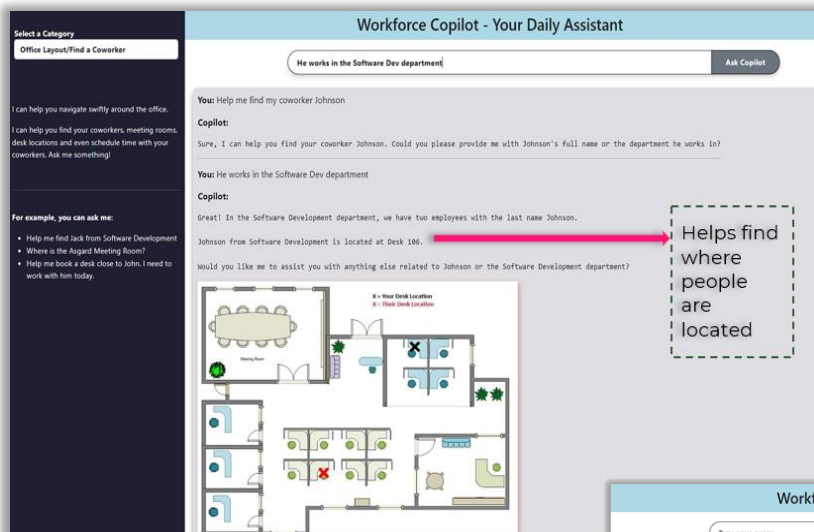 Workforce Copilot - Your Daily Assistant
Select a Category
Office Layout/Find a Coworker
I can help you navigate swiftly around the office.
I can help you find your coworkers, meeting rooms,
desk locations and even schedule time with your
coworkers. Ask me something!
For example, you can ask me:
Help me find Jack from Software Development
Where is the Asgard Meeting Room?
Help me book a desk close to John. I need to
work with him today.
He works in the Software Dev department
Ask Copilot
You: Help me find my coworker Johnson
Copilot:
Sure, I can help you find your coworker Johnson. Could you please provide me with Johnson's full name or the department he works in?
You: He works in the Software Dev department
Copilot:
Great! In the Software Development department, we have two employees with the last name Johnson.
Johnson from Software Development is located at Desk 106.
Would you like me to assist you with anything else related to Johnson or the Software Development department?
X = Your Desk Location
X = Their Desk Location
Meeting Room
Helps find
where
people
are
located